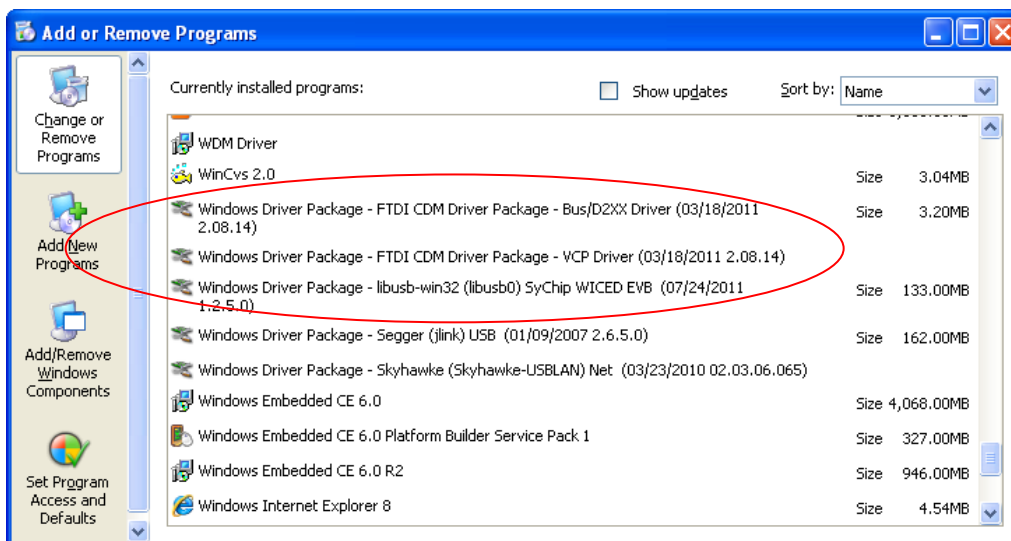 Add or Remove Programs
Change or
Remove
Programs
Add New
Programs
Add/Remove
Windows
Components
Set Program
Access and
Defaults
Currently installed programs:
Show updates
Sort by: Name
WDM Driver
WinCvs 2.0 Size 3.04MB
Windows Driver Package - FTDI CDM Driver Package - Bus/D2XX Driver (03/18/2011 Size 3.20MB
2.08.14)
Windows Driver Package - FTDI CDM Driver Package - VCP Driver (03/18/2011 2.08.14)
Windows Driver Package - libusb-win32 (libusb0) SyChip WICED EVB (07/24/2011 Size 133.00MB
1.2.5.0)
Windows Driver Package - Segger (jlink) USB (01/09/2007 2.6.5.0) Size 162.00MB
Windows Driver Package - Skyhawke (Skyhawke-USBLAN) Net (03/23/2010 02.03.06.065)
Windows Embedded CE 6.0 Size 4,068.00MB
Windows Embedded CE 6.0 Platform Builder Service Pack 1 Size 327.00MB
Windows Embedded CE 6.0 R2 Size 946.00MB
Windows Internet Explorer 8 Size 4.54MB